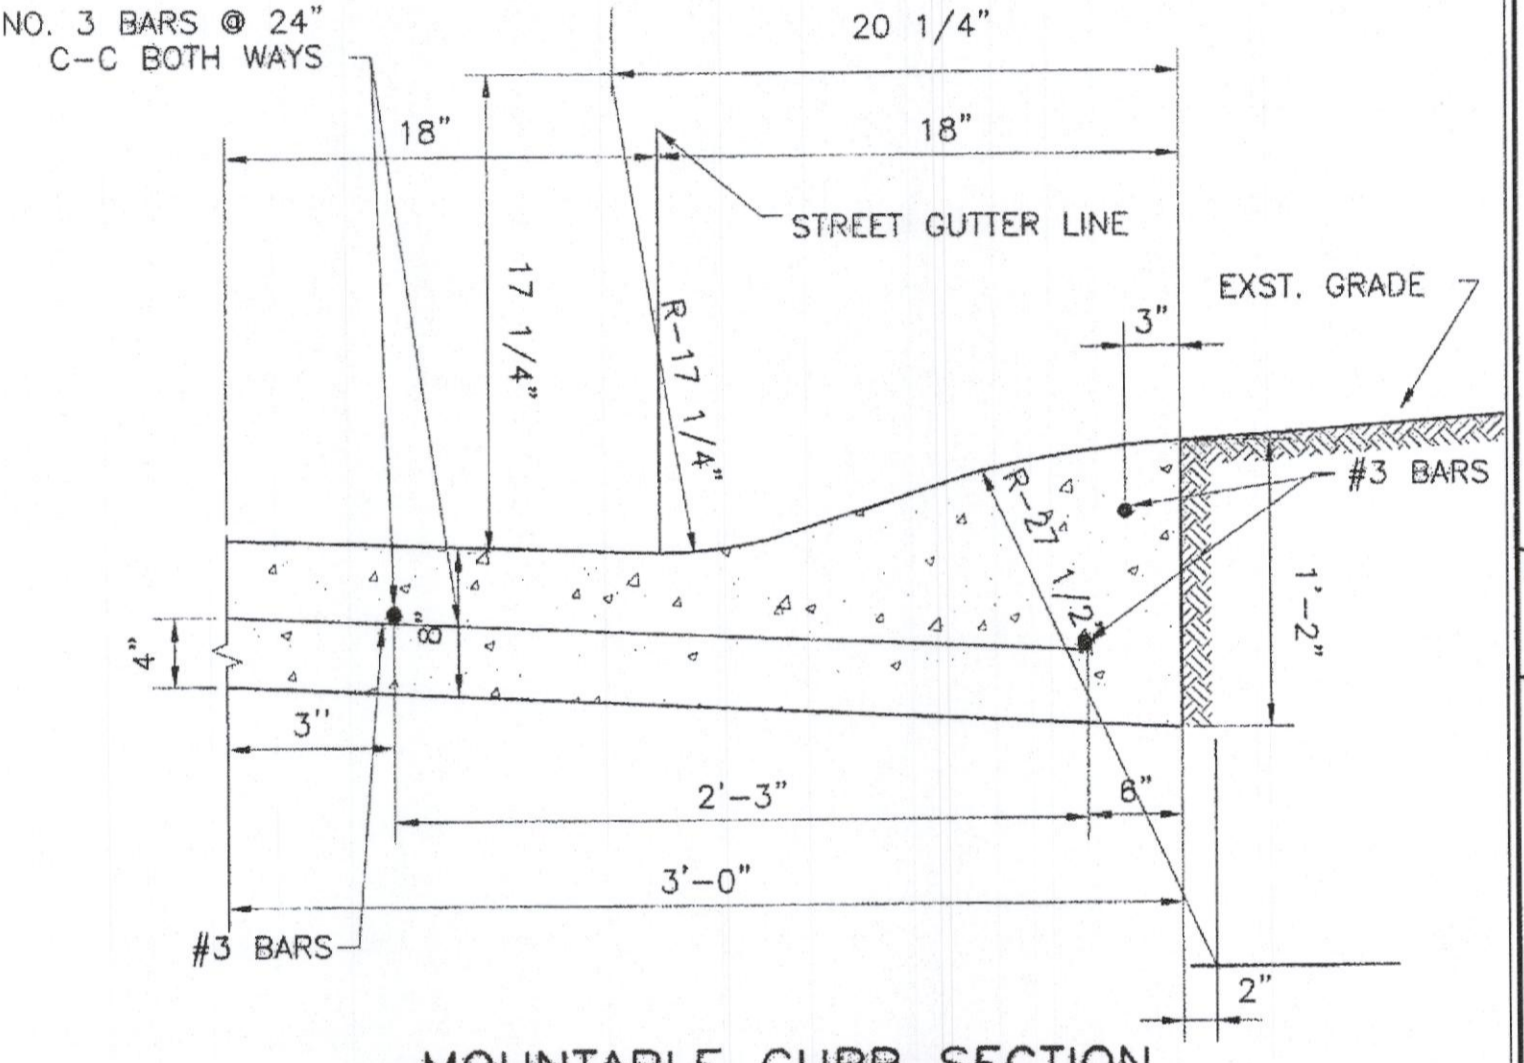 NO. 3 BARS @ 24"
C-C BOTH WAYS
20 1/4"
18"
18"
STREET GUTTER LINE
17 1/4"
R-17 1/4"
EXST. GRADE
3"
#3 BARS
R-27 1/2"
1'-2"
8"
4"
3"
2'-3"
6"
3'-0"
#3 BARS
2"
MOUNTABLE CURB SECTION